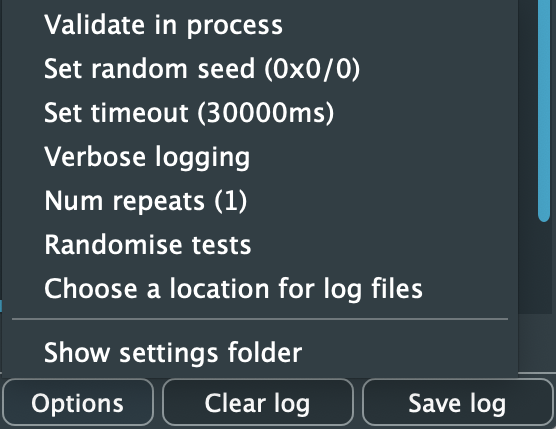 Validate in process
Set random seed (0x0/0)
Set timeout (30000ms)
Verbose logging
Num repeats (1)
Randomise tests
Choose a location for log files
Show settings folder
Options
Clear log
Save log